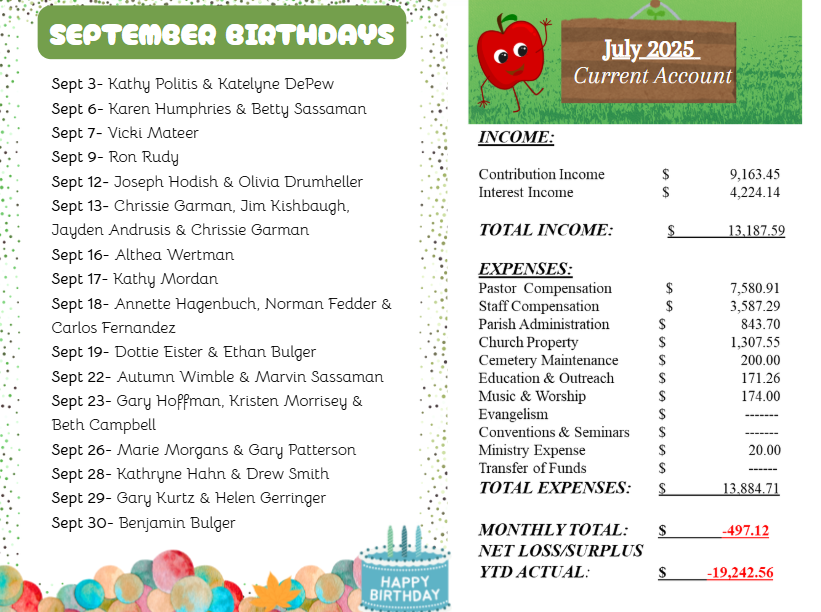 SEPTEMBER BIRTHDAYS
Sept 3- Kathy Politis & Katelyne DePew
Sept 6- Karen Humphries & Betty Sassaman
Sept 7- Vicki Mateer
Sept 9- Ron Rudy
Sept 12- Joseph Hodish & Olivia Drumheller
Sept 13- Chrissie Garman, Jim Kishbaugh,
Jayden Andrusis & Chrissie Garman
Sept 16- Althea Wertman
Sept 17- Kathy Mordan
Sept 18- Annette Hagenbuch, Norman Fedder &
Carlos Fernandez
Sept 19- Dottie Eister & Ethan Bulger
Sept 22- Autumn Wimble & Marvin Sassaman
Sept 23- Gary Hoffman, Kristen Morrisey &
Beth Campbell
Sept 26- Marie Morgans & Gary Patterson
Sept 28- Kathryne Hahn & Drew Smith
Sept 29- Gary Kurtz & Helen Gerringer
Sept 30- Benjamin Bulger
HAPPY
BIRTHDAY
July 2025
Current Account
INCOME:
Contribution Income $ 9,163.45
Interest Income $ 4,224.14
TOTAL INCOME: $ 13,187.59
EXPENSES:
Pastor Compensation $ 7,580.91
Staff Compensation $ 3,587.29
Parish Administration $ 843.70
Church Property $ 1,307.55
Cemetery Maintenance $ 200.00
Education & Outreach $ 171.26
Music & Worship $ 174.00
Evangelism $ -------
Conventions & Seminars $ -------
Ministry Expense $ 20.00
Transfer of Funds $ ------
TOTAL EXPENSES: $ 13,884.71
MONTHLY TOTAL: $ -497.12
NET LOSS/SURPLUS
YTD ACTUAL: $ -19,242.56